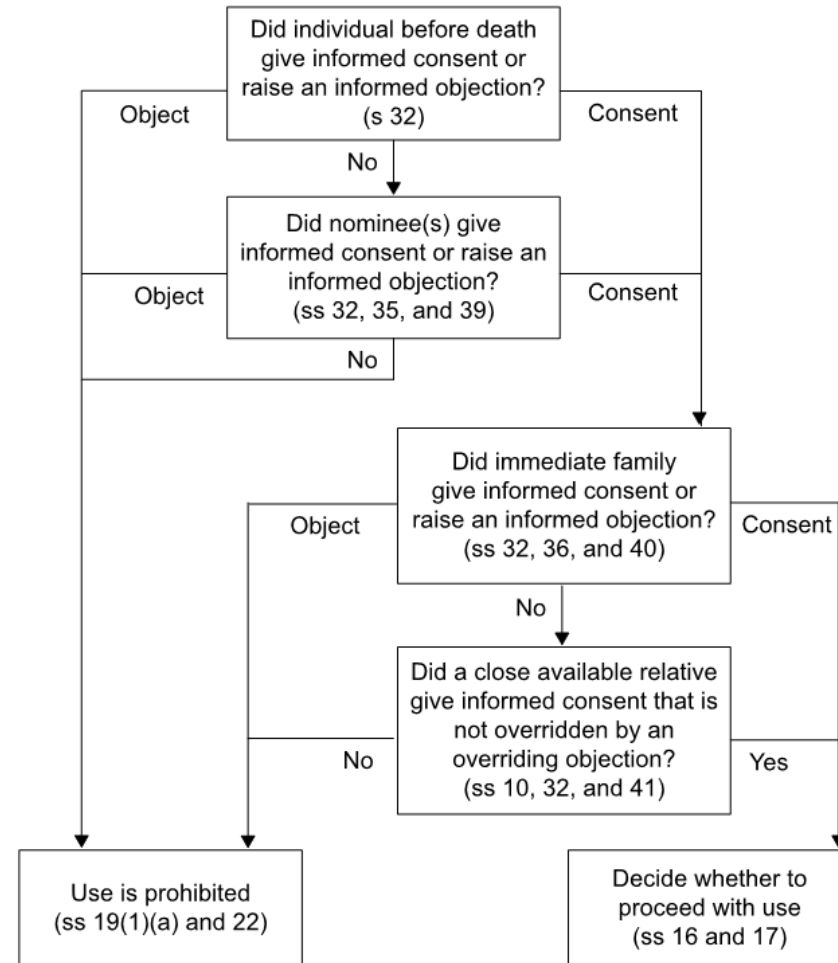 Did individual before death
give informed consent or
raise an informed objection?
(s 32)
Object
Consent
No
Did nominee(s) give
informed consent or raise an
informed objection?
(ss 32, 35, and 39)
Object
Consent
No
Did immediate family
give informed consent or
raise an informed objection?
(ss 32, 36, and 40)
Object
Consent
No
Did a close available relative
give informed consent that is
not overridden by an
overriding objection?
(ss 10, 32, and 41)
No
Yes
Use is prohibited
(ss 19(1)(a) and 22)
Decide whether to
proceed with use
(ss 16 and 17)